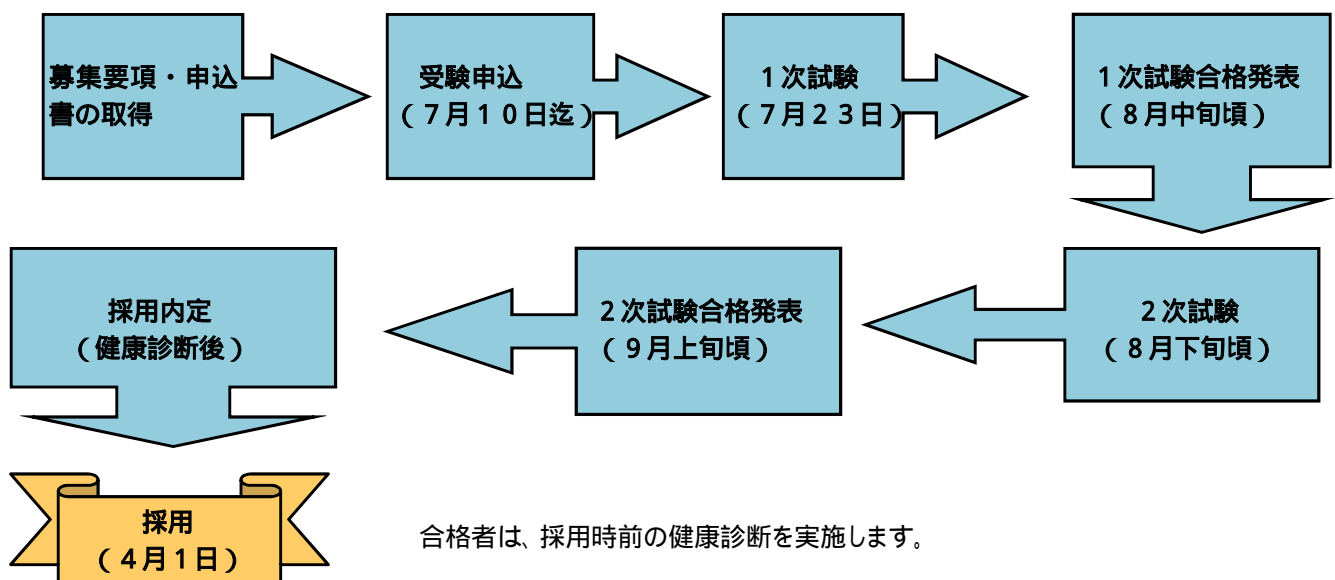 募集要項・申込
書の取得
受験申込
（７月１０日迄）
１次試験
（７月２３日）
１次試験合格発表
（８月中旬頃）
２次試験
（８月下旬頃）
２次試験合格発表
（９月上旬頃）
採用内定
（健康診断後）
採用
（４月１日）
合格者は、採用時前の健康診断を実施します。